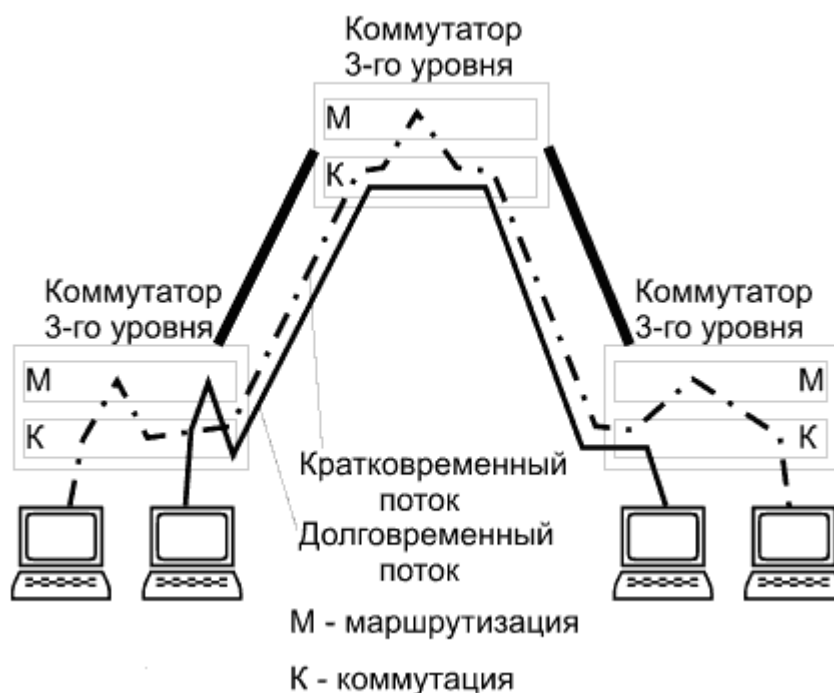 Коммутатор
3-го уровня
М
К
Коммутатор
3-го уровня
М
К
Коммутатор
3-го уровня
М
К
Кратковременный
поток
Долговременный
поток
М - маршрутизация
К - коммутация